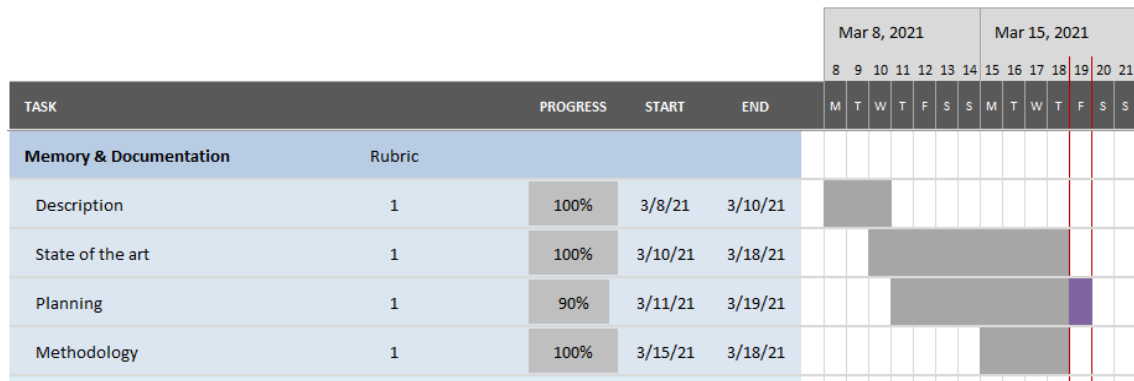 Mar 8, 2021 Mar 15, 2021
8 9 10 11 12 13 14 15 16 17 18 19 20 21
TASK PROGRESS START END M T W T F S S M T W T F S S
Memory & Documentation Rubric
Description 1 100% 3/8/21 3/10/21
State of the art 1 100% 3/10/21 3/18/21
Planning 1 90% 3/11/21 3/19/21
Methodology 1 100% 3/15/21 3/18/21